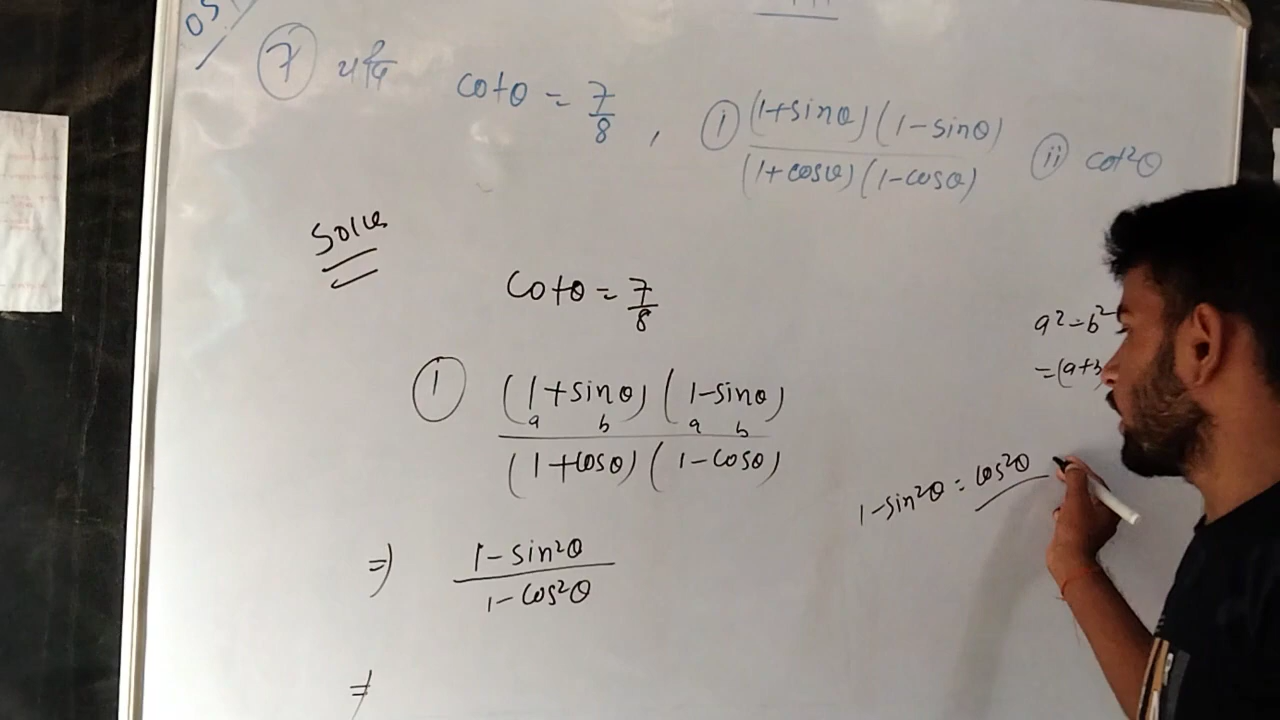 05
⑦ यदि cotθ = 7/8 , ⓘ (1+sinθ)(1-sinθ)/(1+cosθ)(1-cosθ) ⓘⓘ cot²θ
Solve
cotθ = 7/8
a² - b²
= (a+b)
① (1+sinθ)(1-sinθ)/(1+cosθ)(1-cosθ)
a b a b
1-sin²θ = cos²θ
⇒ 1-sin²θ/1-cos²θ
⇒